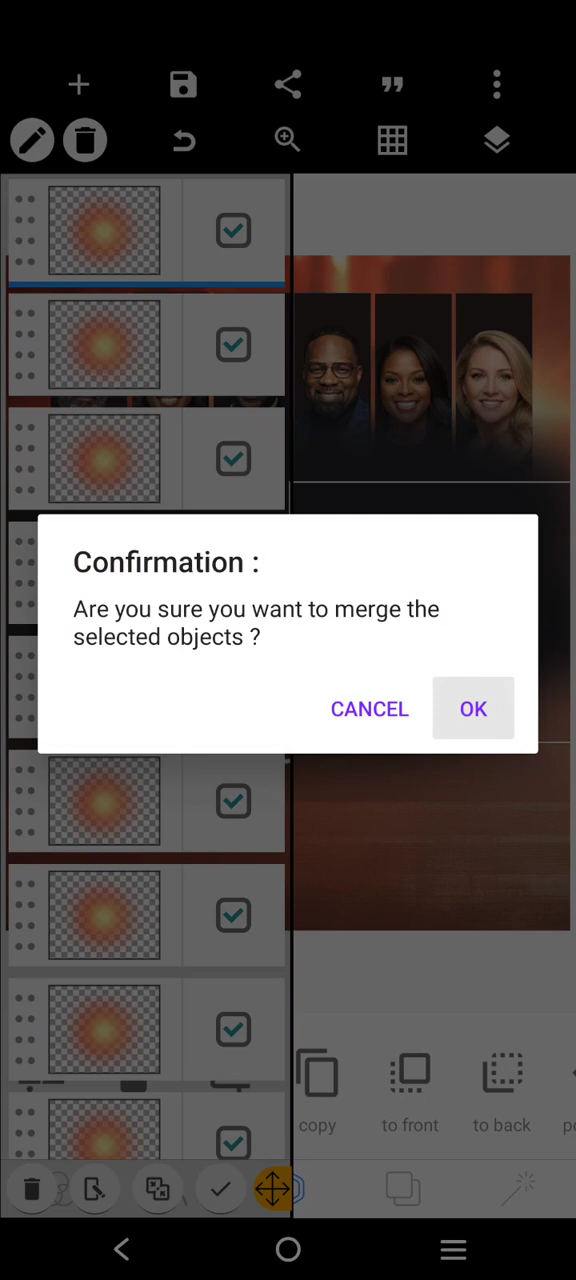 Confirmation :
Are you sure you want to merge the
selected objects ?
CANCEL
OK
copy
to front
to back